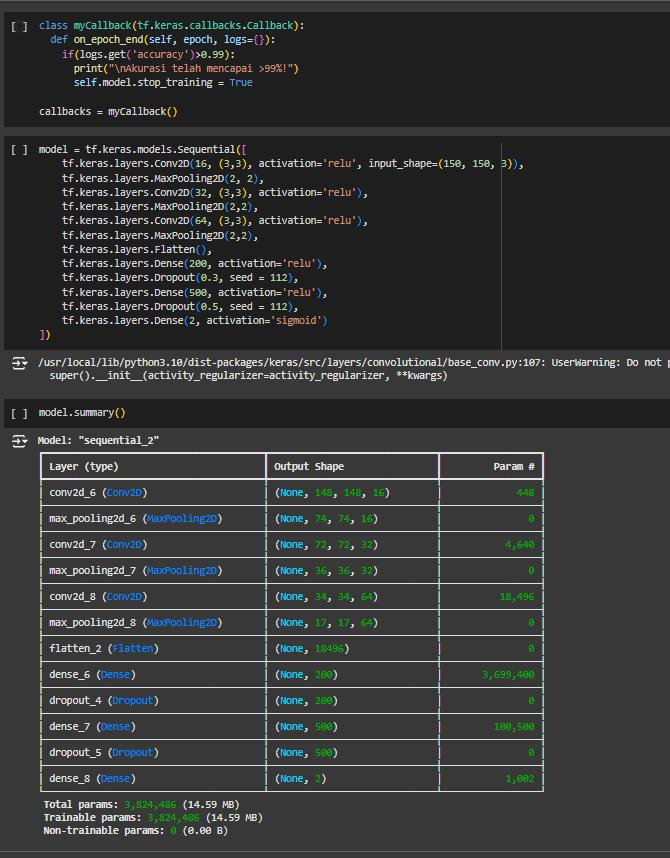 [ ] class myCallback(tf.keras.callbacks.Callback):
  def on_epoch_end(self, epoch, logs={}):
    if(logs.get('accuracy')>0.99):
      print("\nAkurasi telah mencapai >99%!")
      self.model.stop_training = True
callbacks = myCallback()
[ ] model = tf.keras.models.Sequential([
    tf.keras.layers.Conv2D(16, (3,3), activation='relu', input_shape=(150, 150, 3)),
    tf.keras.layers.MaxPooling2D(2, 2),
    tf.keras.layers.Conv2D(32, (3,3), activation='relu'),
    tf.keras.layers.MaxPooling2D(2,2),
    tf.keras.layers.Conv2D(64, (3,3), activation='relu'),
    tf.keras.layers.MaxPooling2D(2,2),
    tf.keras.layers.Flatten(),
    tf.keras.layers.Dense(200, activation='relu'),
    tf.keras.layers.Dropout(0.3, seed = 112),
    tf.keras.layers.Dense(500, activation='relu'),
    tf.keras.layers.Dropout(0.5, seed = 112),
    tf.keras.layers.Dense(2, activation='sigmoid')
])
/usr/local/lib/python3.10/dist-packages/keras/src/layers/convolutional/base_conv.py:107: UserWarning: Do not
  super().__init__(activity_regularizer=activity_regularizer, **kwargs)
[ ] model.summary()
Model: "sequential_2"
Layer (type) Output Shape Param #
conv2d_6 (Conv2D) (None, 148, 148, 16) 448
max_pooling2d_6 (MaxPooling2D) (None, 74, 74, 16) 0
conv2d_7 (Conv2D) (None, 72, 72, 32) 4,640
max_pooling2d_7 (MaxPooling2D) (None, 36, 36, 32) 0
conv2d_8 (Conv2D) (None, 34, 34, 64) 18,496
max_pooling2d_8 (MaxPooling2D) (None, 17, 17, 64) 0
flatten_2 (Flatten) (None, 18496) 0
dense_6 (Dense) (None, 200) 3,699,400
dropout_4 (Dropout) (None, 200) 0
dense_7 (Dense) (None, 500) 100,500
dropout_5 (Dropout) (None, 500) 0
dense_8 (Dense) (None, 2) 1,002
Total params: 3,824,486 (14.59 MB)
Trainable params: 3,824,486 (14.59 MB)
Non-trainable params: 0 (0.00 B)